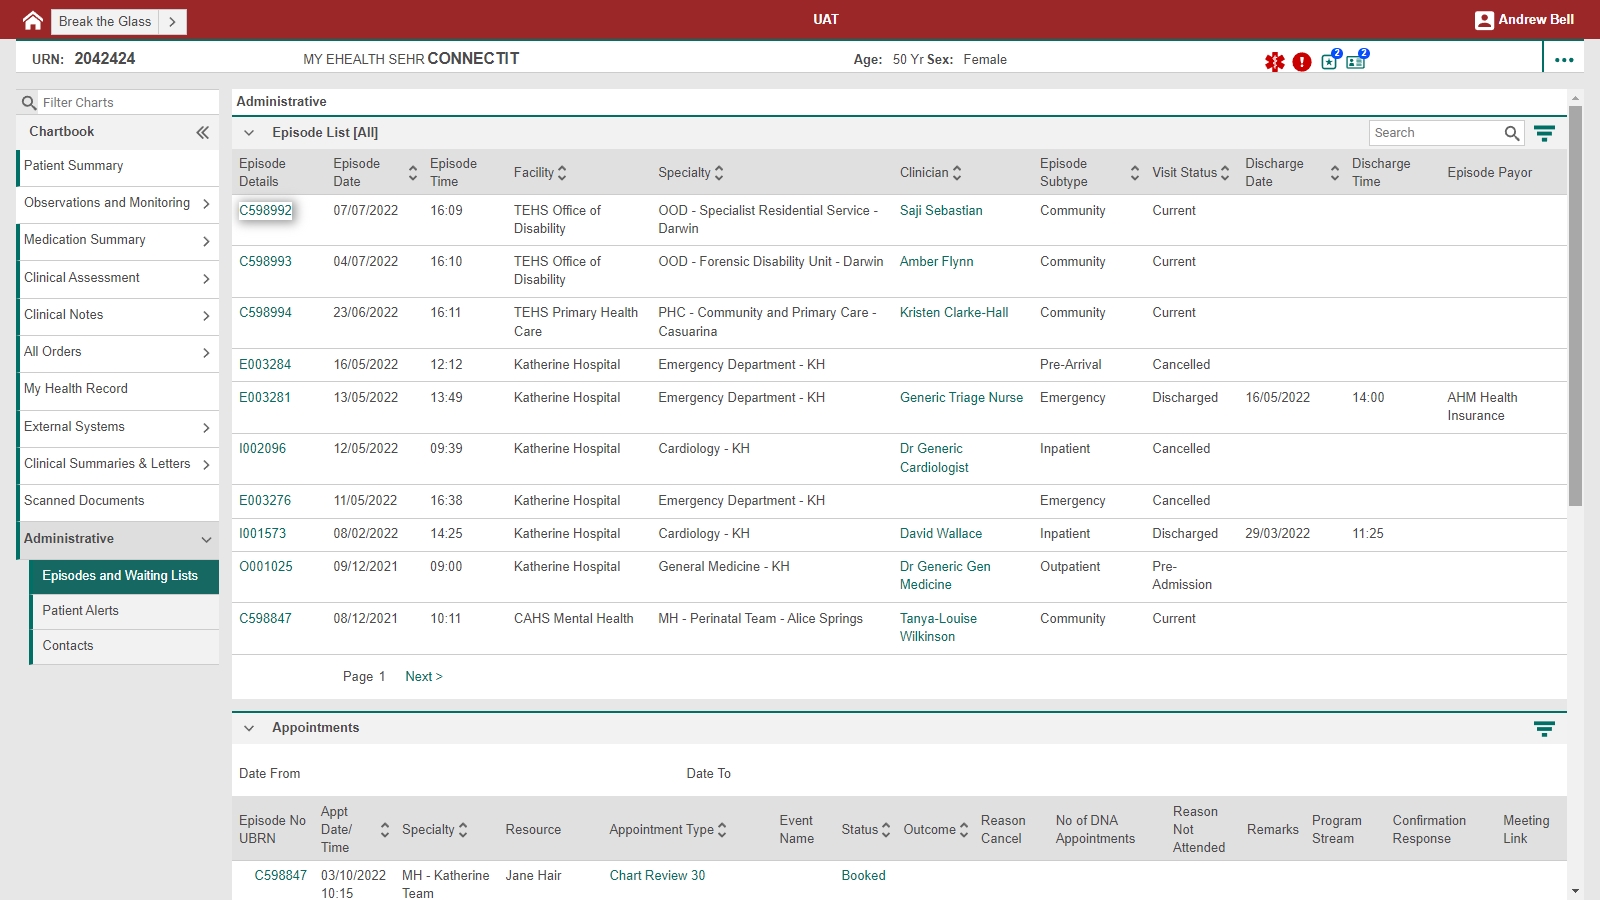 Break the Glass
UAT
Andrew Bell
URN: 2042424 MY EHEALTH SEHR CONNECTIT Age: 50 Yr Sex: Female
2 2
Filter Charts
Chartbook
Patient Summary
Observations and Monitoring
Medication Summary
Clinical Assessment
Clinical Notes
All Orders
My Health Record
External Systems
Clinical Summaries & Letters
Scanned Documents
Administrative
Episodes and Waiting Lists
Patient Alerts
Contacts
Administrative
Episode List [All]
Search
Episode Details Episode Date Episode Time Facility Specialty Clinician Episode Subtype Visit Status Discharge Date Discharge Time Episode Payor
C598992 07/07/2022 16:09 TEHS Office of Disability OOD - Specialist Residential Service - Darwin Saji Sebastian Community Current
C598993 04/07/2022 16:10 TEHS Office of Disability OOD - Forensic Disability Unit - Darwin Amber Flynn Community Current
C598994 23/06/2022 16:11 TEHS Primary Health Care PHC - Community and Primary Care - Casuarina Kristen Clarke-Hall Community Current
E003284 16/05/2022 12:12 Katherine Hospital Emergency Department - KH Pre-Arrival Cancelled
E003281 13/05/2022 13:49 Katherine Hospital Emergency Department - KH Generic Triage Nurse Emergency Discharged 16/05/2022 14:00 AHM Health Insurance
I002096 12/05/2022 09:39 Katherine Hospital Cardiology - KH Dr Generic Cardiologist Inpatient Cancelled
E003276 11/05/2022 16:38 Katherine Hospital Emergency Department - KH Emergency Cancelled
I001573 08/02/2022 14:25 Katherine Hospital Cardiology - KH David Wallace Inpatient Discharged 29/03/2022 11:25
O001025 09/12/2021 09:00 Katherine Hospital General Medicine - KH Dr Generic Gen Medicine Outpatient Pre-Admission
C598847 08/12/2021 10:11 CAHS Mental Health MH - Perinatal Team - Alice Springs Tanya-Louise Wilkinson Community Current
Page 1 Next >
Appointments
Date From Date To
Episode No UBRN Appt Date/ Time Specialty Resource Appointment Type Event Name Status Outcome Reason Cancel No of DNA Appointments Reason Not Attended Remarks Program Stream Confirmation Response Meeting Link
C598847 03/10/2022 10:15 MH - Katherine Team Jane Hair Chart Review 30 Booked